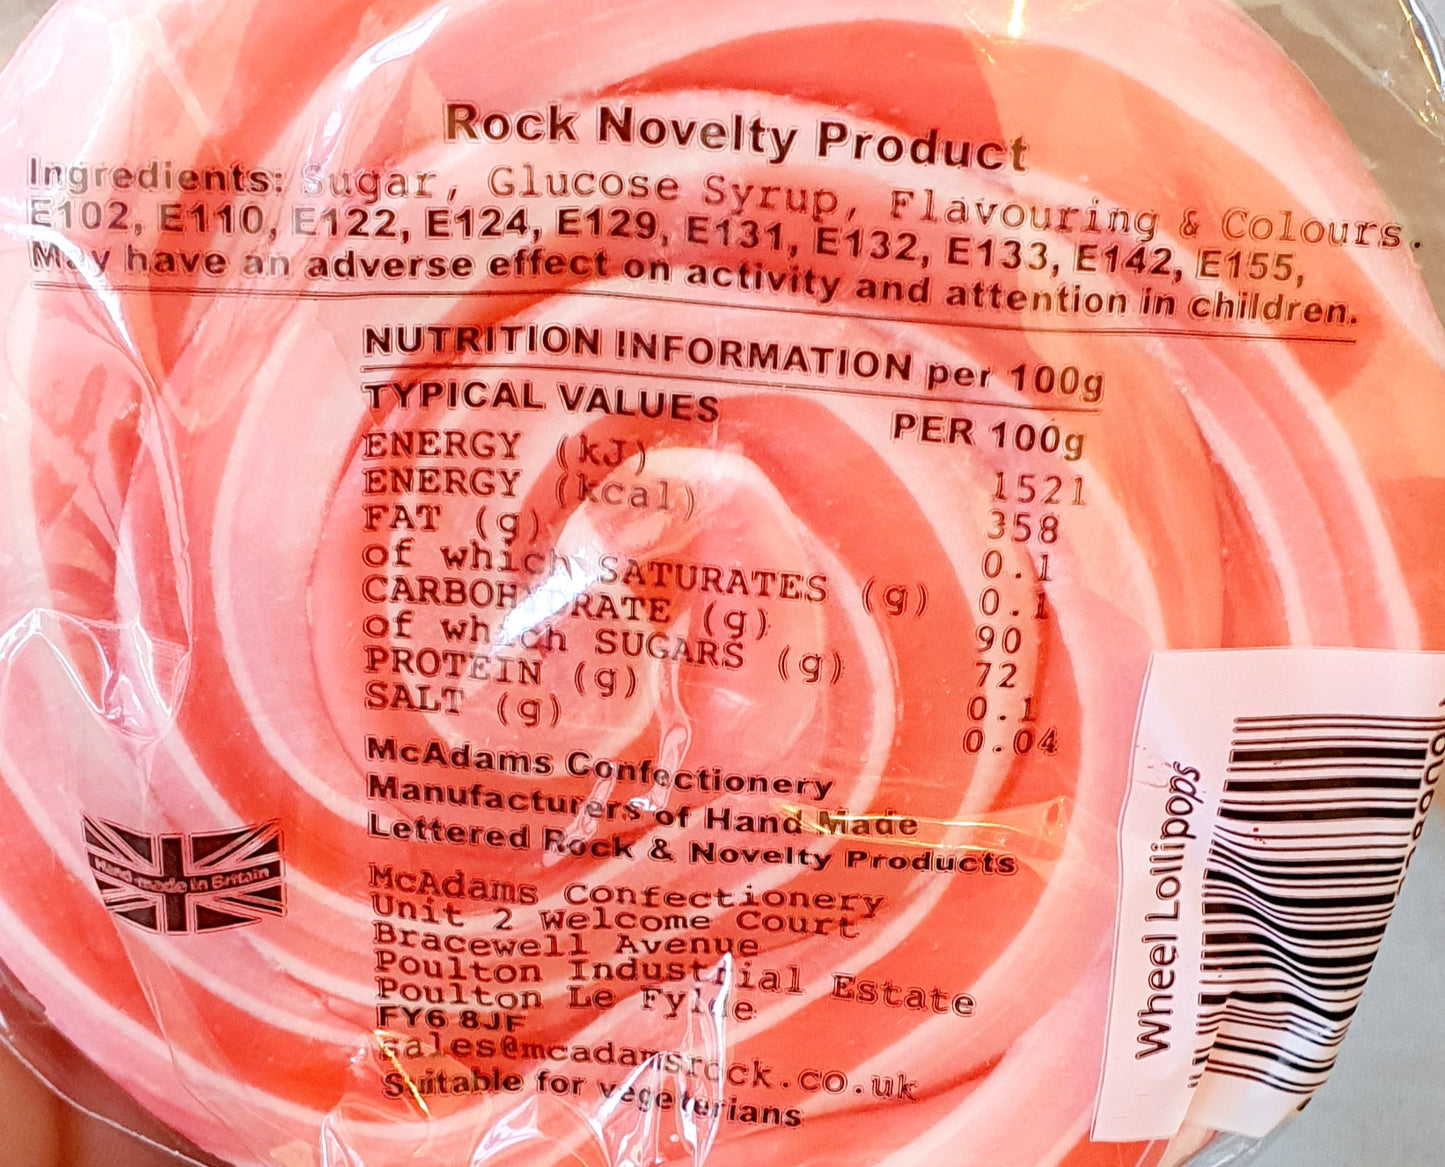 Rock Novelty Product
Ingredients: Sugar, Glucose Syrup, Flavouring & Colours.
E102, E110, E122, E124, E129, E131, E132, E133, E142, E155,
May have an adverse effect on activity and attention in children.
NUTRITION INFORMATION per 100g
TYPICAL VALUES PER 100g
ENERGY (kJ) 1521
ENERGY (kcal) 358
FAT (g) 0.1
of which SATURATES (g) 0.1
CARBOHYDRATE (g) 90
of which SUGARS (g) 72
PROTEIN (g) 0.1
SALT (g) 0.04
McAdams Confectionery
Manufacturers of Hand Made
Lettered Rock & Novelty Products
Hand-made in Britain
McAdams Confectionery
Unit 2 Welcome Court
Bracewell Avenue
Poulton Industrial Estate
Poulton Le Fylde
FY6 8JF
sales@mcadamsrock.co.uk
Suitable for vegeterians
Wheel Lollipops